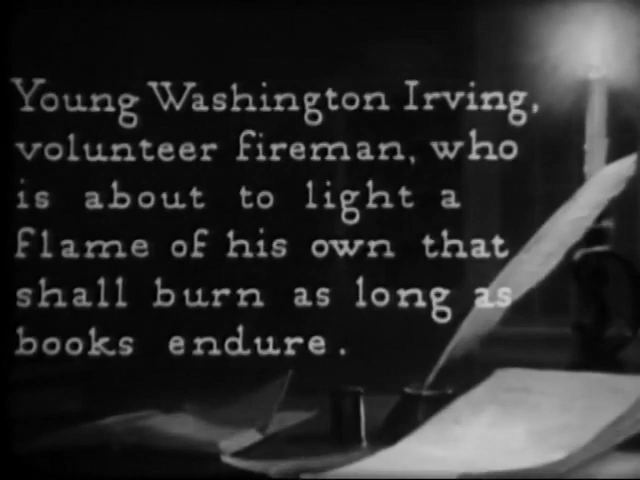 Young Washington Irving,
volunteer fireman, who
is about to light a
flame of his own that
shall burn as long as
books endure.